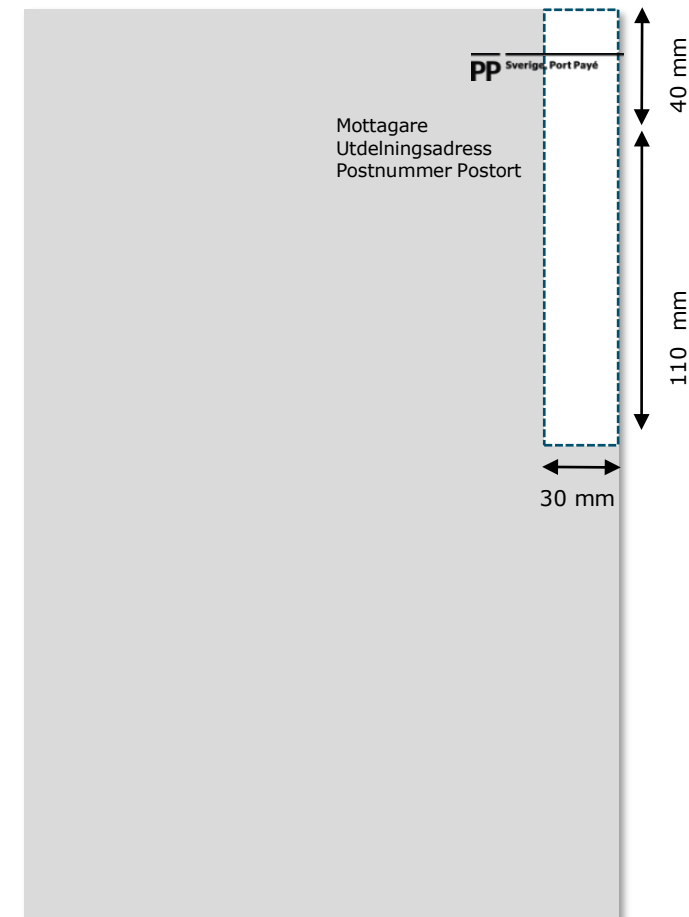 PP Sverige, Port Payé
40 mm
Mottagare
Utdelningsadress
Postnummer Postort
110 mm
30 mm